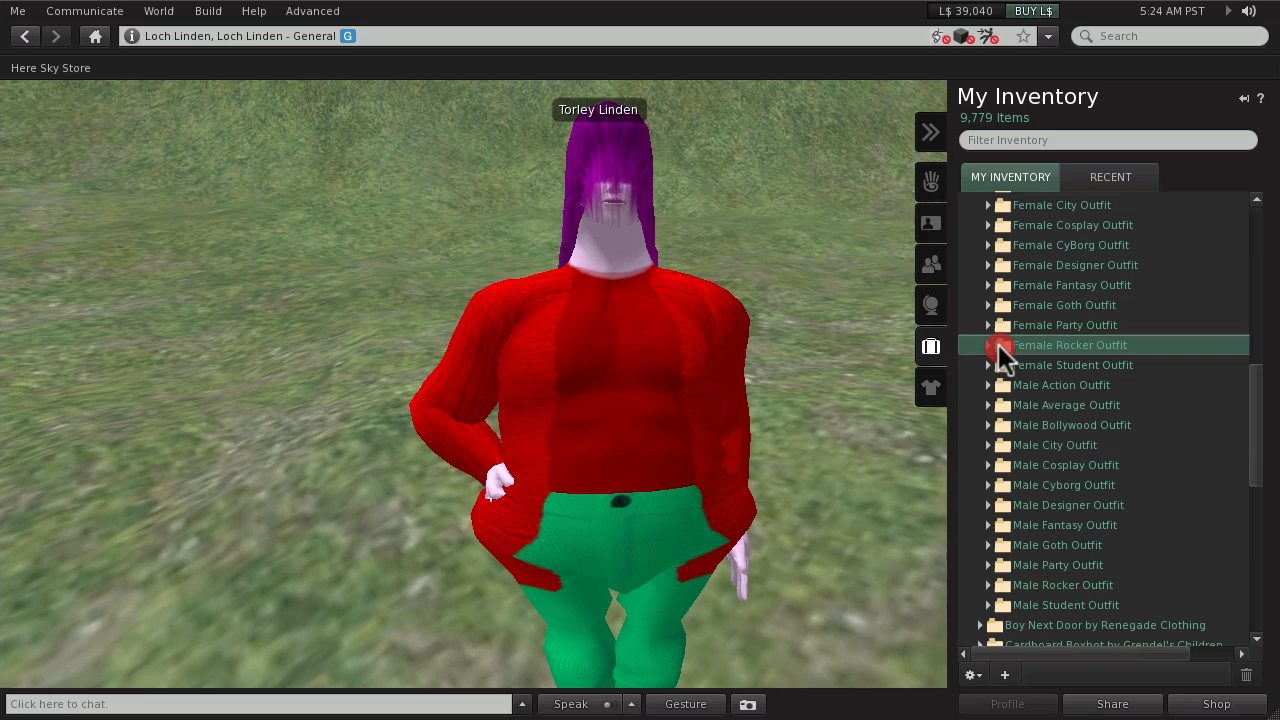 Me Communicate World Build Help Advanced L$ 39,040 BUY L$ 5:24 AM PST
Loch Linden, Loch Linden - General G Search
Here Sky Store
Torley Linden
My Inventory ?
9,779 Items
Filter Inventory
MY INVENTORY RECENT
Female City Outfit
Female Cosplay Outfit
Female CyBorg Outfit
Female Designer Outfit
Female Fantasy Outfit
Female Goth Outfit
Female Party Outfit
Female Rocker Outfit
Female Student Outfit
Male Action Outfit
Male Average Outfit
Male Bollywood Outfit
Male City Outfit
Male Cosplay Outfit
Male Cyborg Outfit
Male Designer Outfit
Male Fantasy Outfit
Male Goth Outfit
Male Party Outfit
Male Rocker Outfit
Male Student Outfit
Boy Next Door by Renegade Clothing
Cardboard Boxbot by Grendel's Children
Click here to chat. Speak Gesture Profile Share Shop